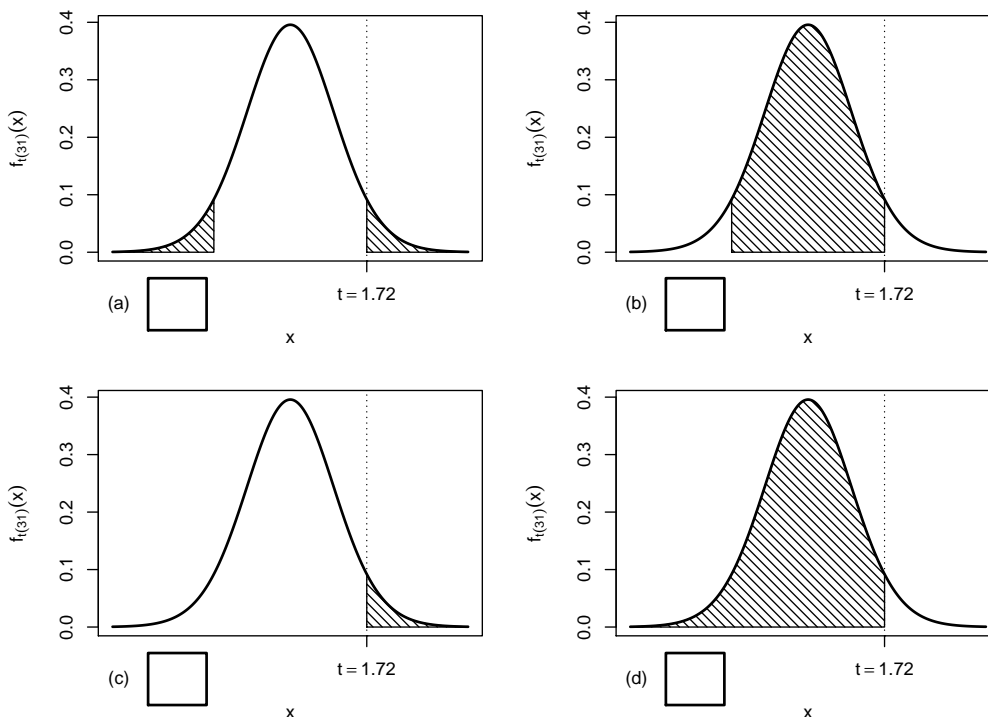 0.4
0.3
0.2
0.1
0.0
f_{t(31)}(x)
(a)
t = 1.72
x
0.4
0.3
0.2
0.1
0.0
f_{t(31)}(x)
(b)
t = 1.72
x
0.4
0.3
0.2
0.1
0.0
f_{t(31)}(x)
(c)
t = 1.72
x
0.4
0.3
0.2
0.1
0.0
f_{t(31)}(x)
(d)
t = 1.72
x